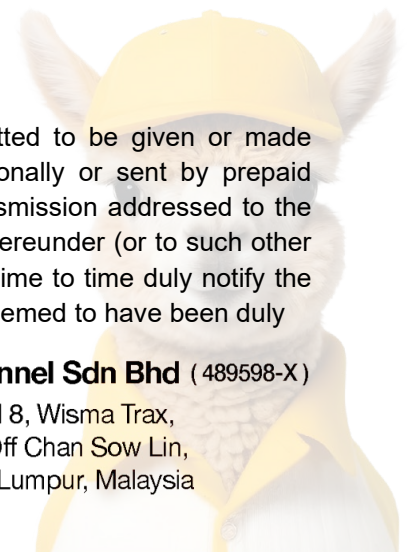 tted to be given or made
onally or sent by prepaid
smission addressed to the
ereunder (or to such other
ime to time duly notify the
emed to have been duly
nnel Sdn Bhd ( 489598-X )
l 8, Wisma Trax,
Off Chan Sow Lin,
Lumpur, Malaysia